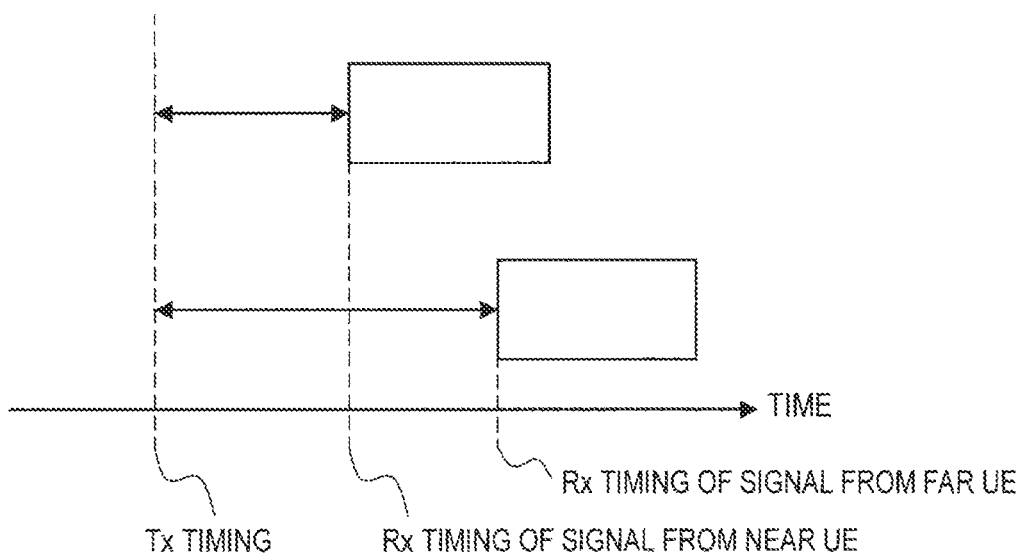 TIME
Rx TIMING OF SIGNAL FROM FAR UE
Tx TIMING
Rx TIMING OF SIGNAL FROM NEAR UE